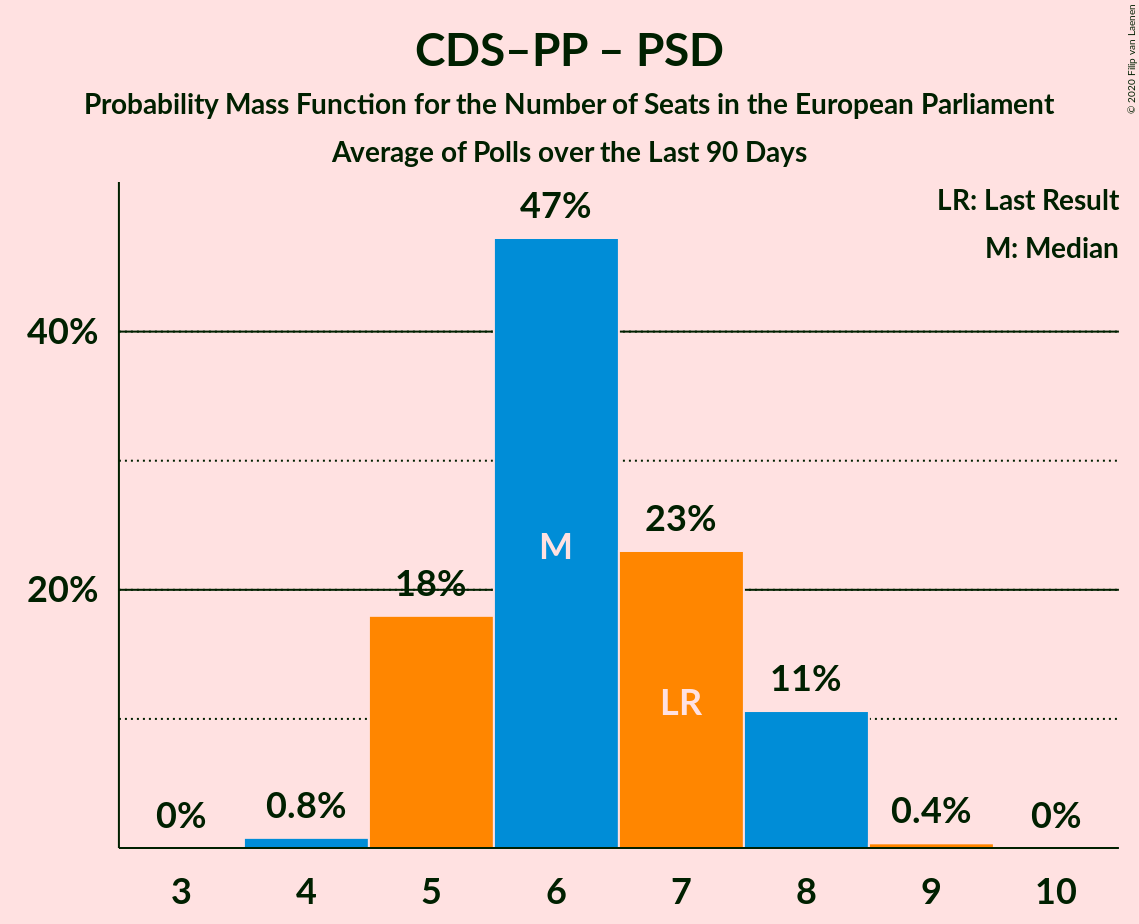 CDS–PP – PSD
Probability Mass Function for the Number of Seats in the European Parliament
Average of Polls over the Last 90 Days
© 2020 Filip van Laenen
LR: Last Result
M: Median
47%
40%
M
23%
20%
18%
LR
11%
0%
0.8%
0.4%
0%
3 4 5 6 7 8 9 10